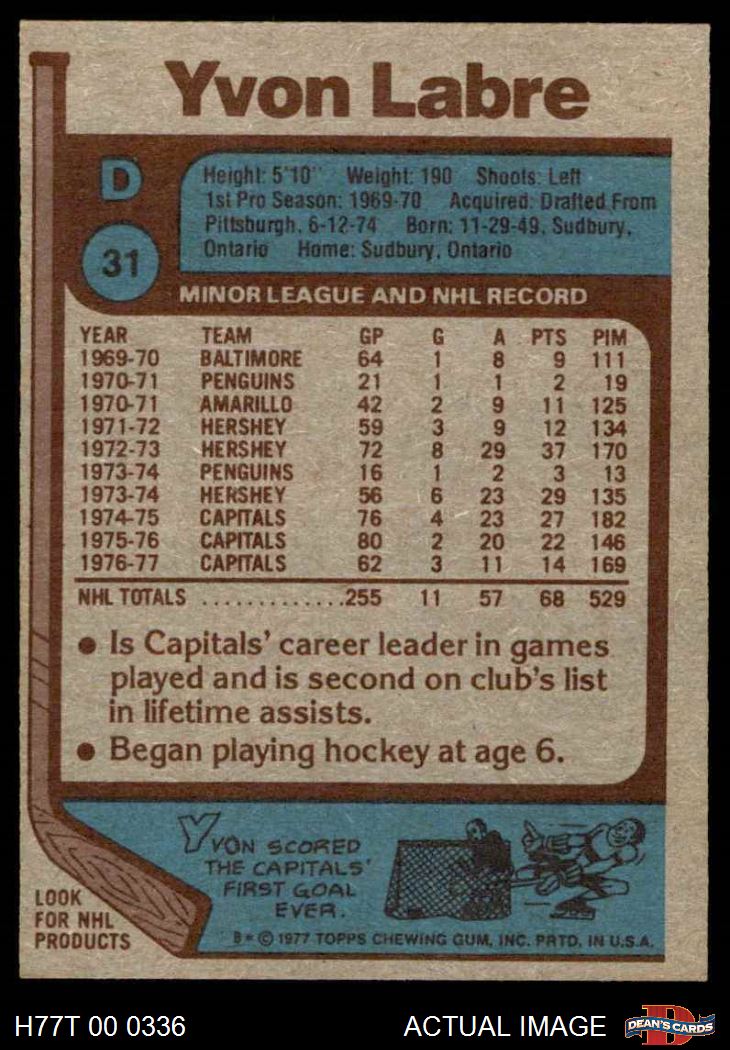 Yvon Labre
D
31
Height: 5'10" Weight: 190 Shoots: Left
1st Pro Season: 1969-70 Acquired: Drafted From
Pittsburgh, 6-12-74 Born: 11-29-49, Sudbury,
Ontario Home: Sudbury, Ontario
MINOR LEAGUE AND NHL RECORD
YEAR TEAM GP G A PTS PIM
1969-70 BALTIMORE 64 1 8 9 111
1970-71 PENGUINS 21 1 1 2 19
1970-71 AMARILLO 42 2 9 11 125
1971-72 HERSHEY 59 3 9 12 134
1972-73 HERSHEY 72 8 29 37 170
1973-74 PENGUINS 16 1 2 3 13
1973-74 HERSHEY 56 6 23 29 135
1974-75 CAPITALS 76 4 23 27 182
1975-76 CAPITALS 80 2 20 22 146
1976-77 CAPITALS 62 3 11 14 169
NHL TOTALS ..............255 11 57 68 529
● Is Capitals' career leader in games
played and is second on club's list
in lifetime assists.
● Began playing hockey at age 6.
YVON SCORED
THE CAPITALS'
FIRST GOAL
EVER.
LOOK
FOR NHL
PRODUCTS
B* © 1977 TOPPS CHEWING GUM, INC. PRTD. IN U.S.A.
H77T 00 0336 ACTUAL IMAGE
D
DEAN'S CARDS